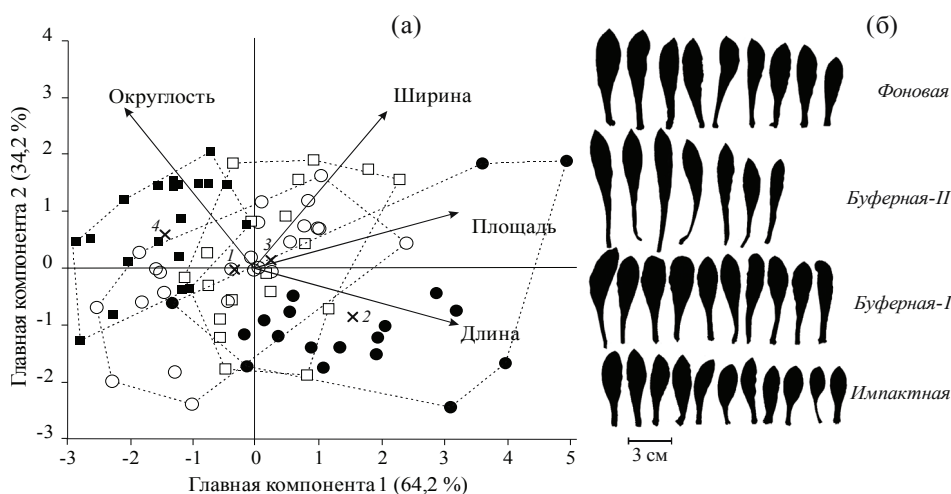 (а)
Главная компонента 2 (34,2 %)
4
3
2
1
0
-1
-2
-3
Округлость
Ширина
Площадь
Длина
4
1
3
2
-3
-2
-1
0
1
2
3
4
5
Главная компонента 1 (64,2 %)
(б)
Фоновая
Буферная-II
Буферная-I
Импактная
3 см